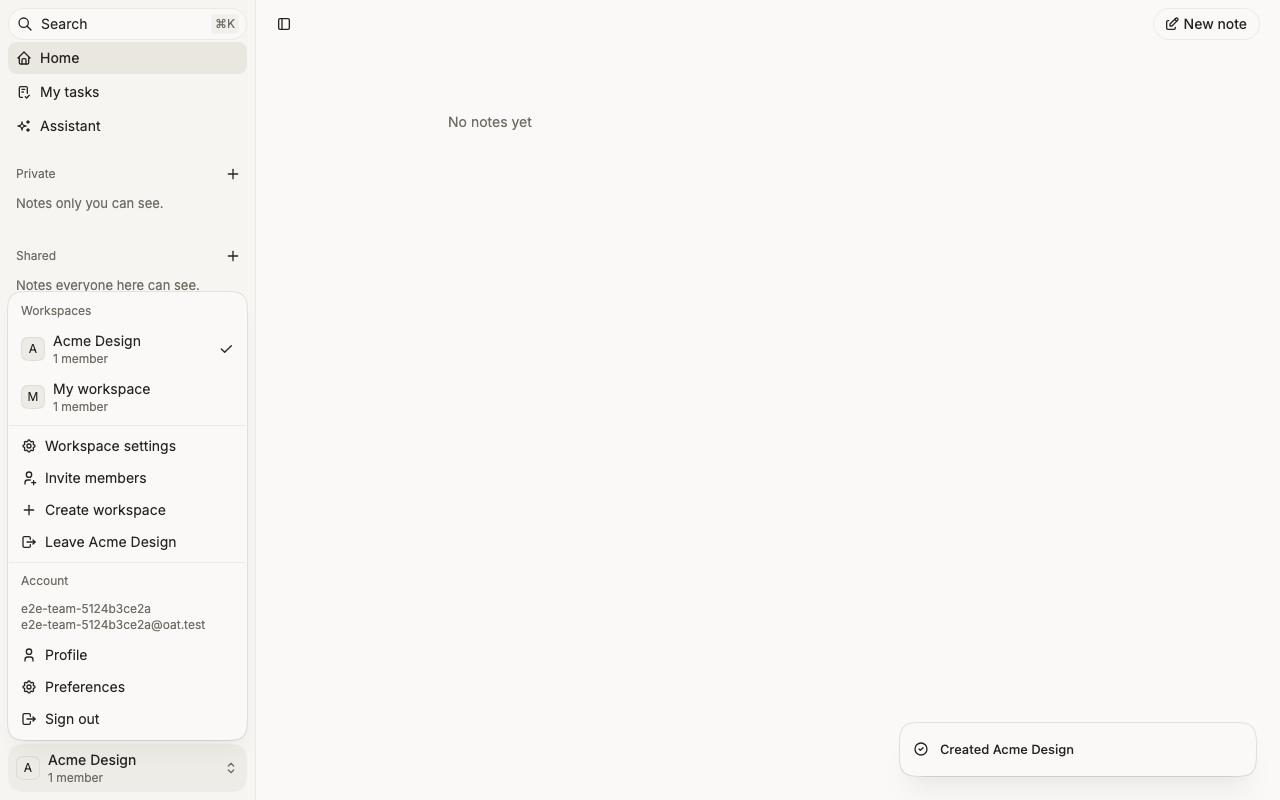 Search ⌘K
Home
My tasks
Assistant
Private
Notes only you can see.
Shared
Notes everyone here can see.
Workspaces
A
Acme Design
1 member
M
My workspace
1 member
Workspace settings
Invite members
Create workspace
Leave Acme Design
Account
e2e-team-5124b3ce2a
e2e-team-5124b3ce2a@oat.test
Profile
Preferences
Sign out
A
Acme Design
1 member
New note
No notes yet
Created Acme Design